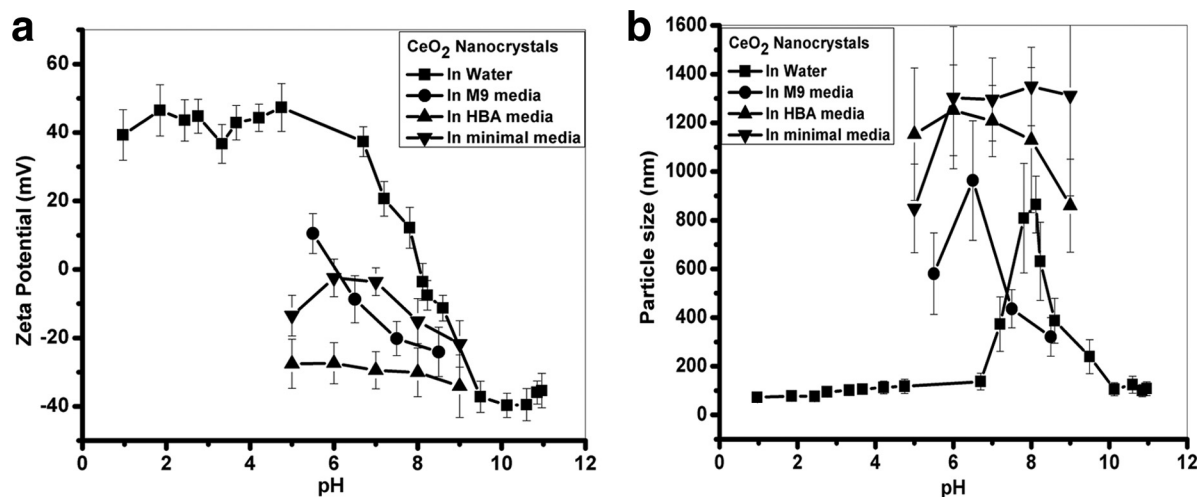 a
CeO2 Nanocrystals
In Water
In M9 media
In HBA media
In minimal media
60
40
20
0
-20
-40
Zeta Potential (mV)
0 2 4 6 8 10 12
pH
b
CeO2 Nanocrystals
In Water
In M9 media
In HBA media
In minimal media
1600
1400
1200
1000
800
600
400
200
0
Particle size (nm)
0 2 4 6 8 10 12
pH